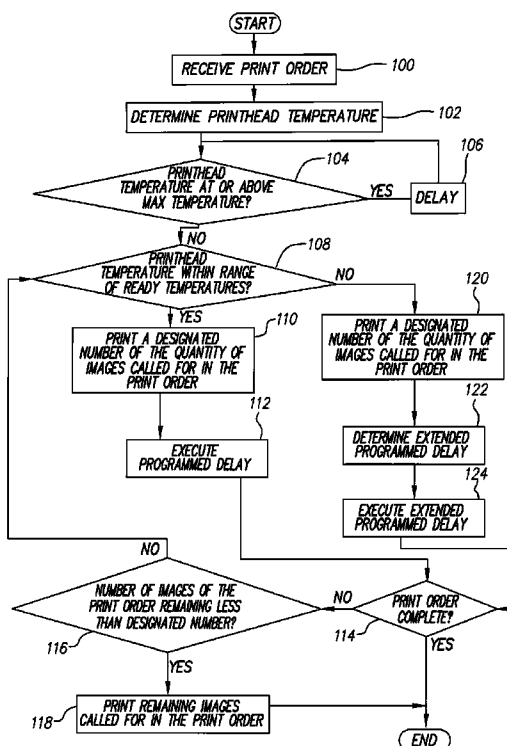 START
RECEIVE PRINT ORDER
100
DETERMINE PRINTHEAD TEMPERATURE
102
PRINTHEAD
TEMPERATURE AT OR ABOVE
MAX TEMPERATURE?
104
YES
106
DELAY
NO
PRINTHEAD
TEMPERATURE WITHIN RANGE
OF READY TEMPERATURES?
108
NO
YES
PRINT A DESIGNATED
NUMBER OF THE QUANTITY OF
IMAGES CALLED FOR IN THE
PRINT ORDER
110
120
PRINT A DESIGNATED
NUMBER OF THE QUANTITY OF
IMAGES CALLED FOR IN THE
PRINT ORDER
112
EXECUTE
PROGRAMMED DELAY
122
DETERMINE EXTENDED
PROGRAMMED DELAY
124
EXECUTE EXTENDED
PROGRAMMED DELAY
NO
NUMBER OF IMAGES OF THE
PRINT ORDER REMAINING LESS
THAN DESIGNATED NUMBER?
116
NO
PRINT ORDER
COMPLETE?
114
YES
YES
PRINT REMAINING IMAGES
CALLED FOR IN THE PRINT ORDER
118
END